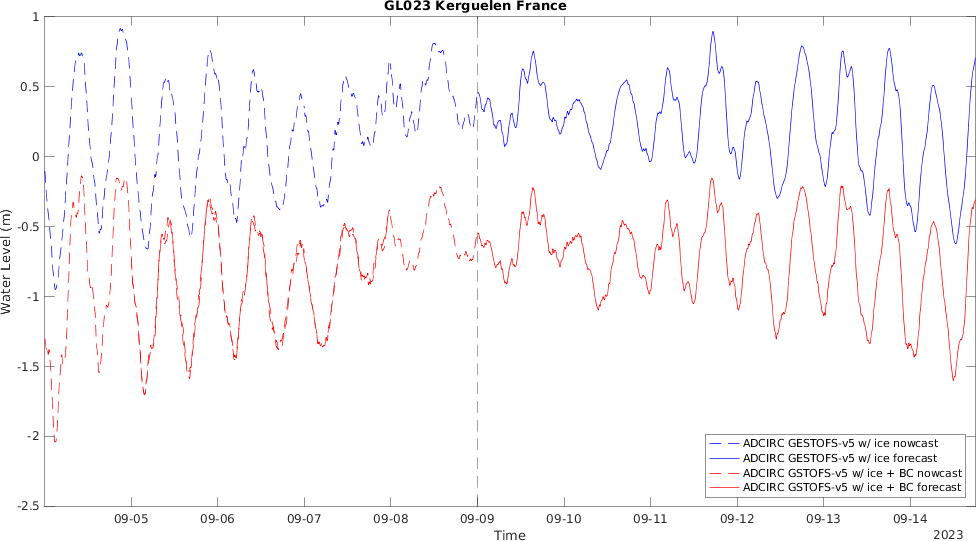 GL023 Kerguelen France
1
0.5
0
-0.5
-1
-1.5
-2
-2.5
Water Level (m)
09-05 09-06 09-07 09-08 09-09 09-10 09-11 09-12 09-13 09-14
Time
2023
ADCIRC GESTOFS-v5 w/ ice nowcast
ADCIRC GESTOFS-v5 w/ ice forecast
ADCIRC GSTOFS-v5 w/ ice + BC nowcast
ADCIRC GSTOFS-v5 w/ ice + BC forecast